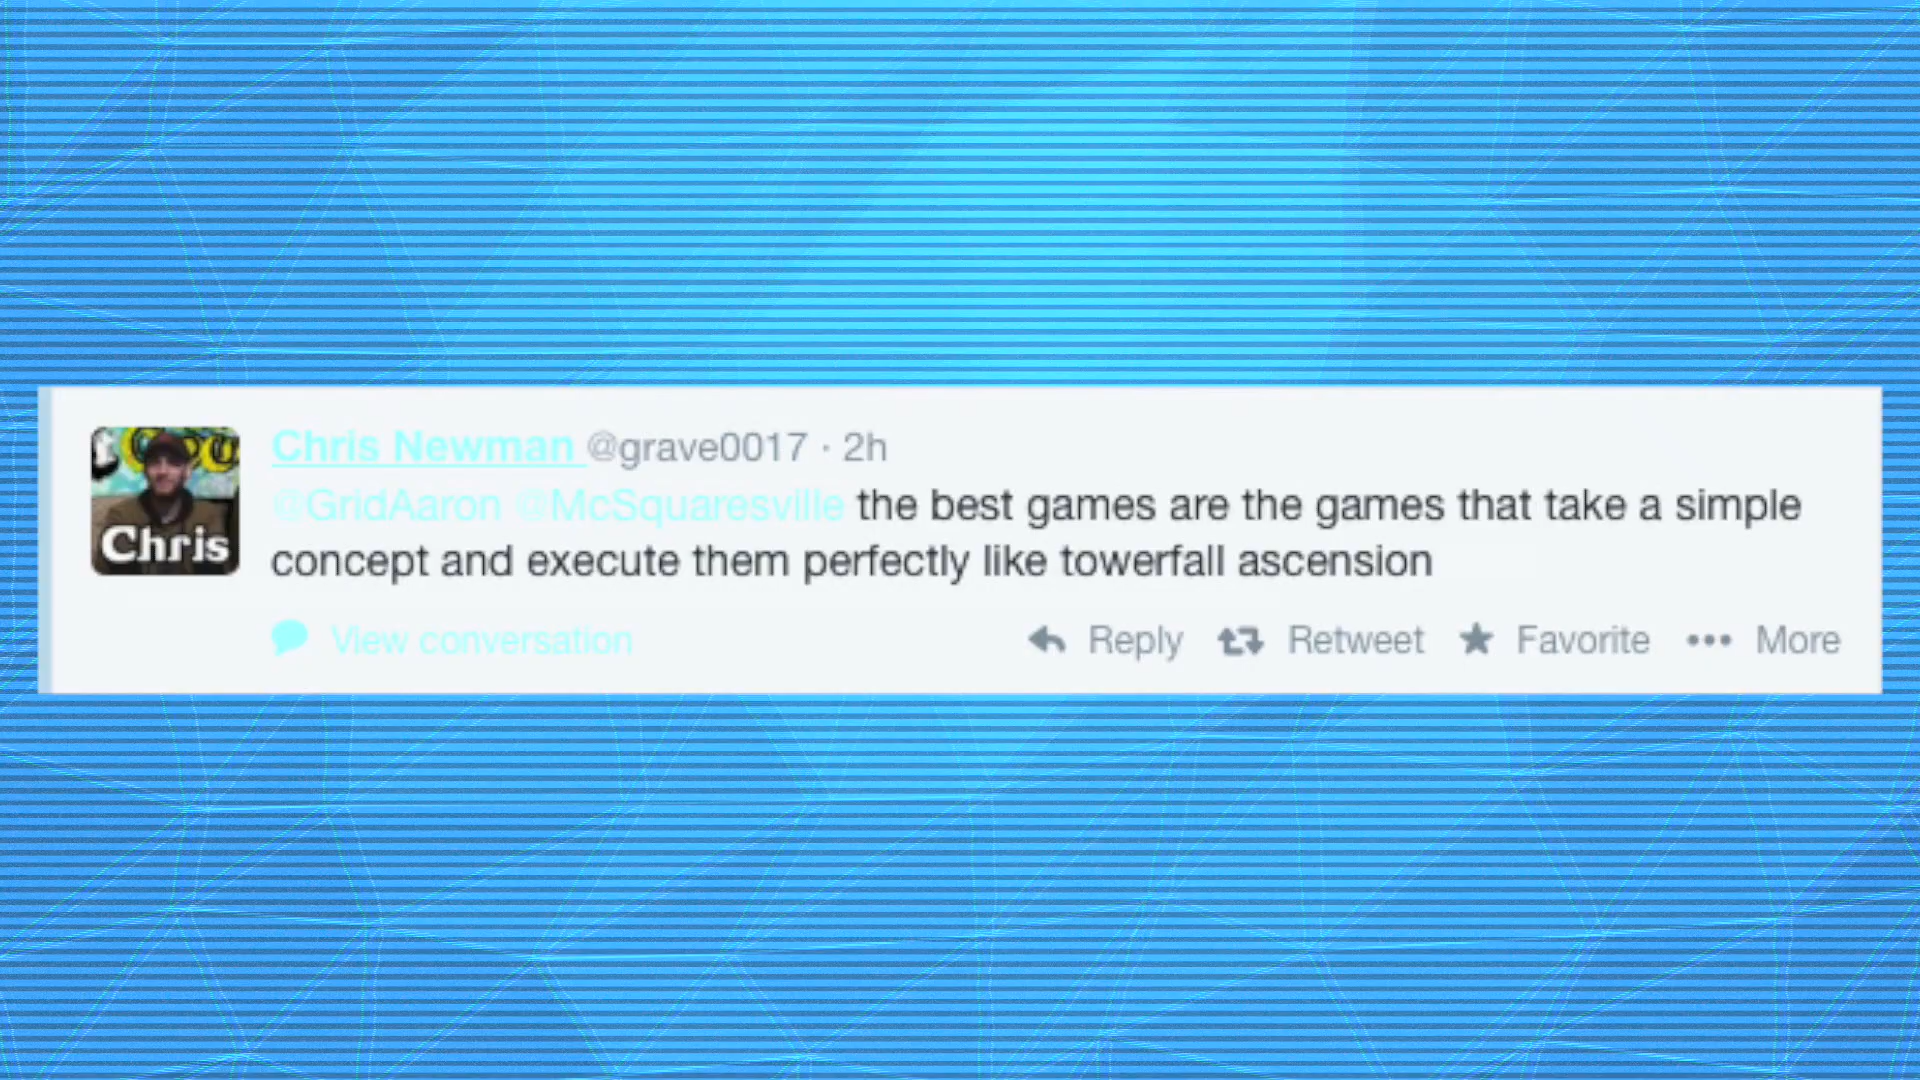 Chris Newman @grave0017 · 2h
@GridAaron @McSquaresville the best games are the games that take a simple
concept and execute them perfectly like towerfall ascension
Chris
View conversation Reply Retweet Favorite More